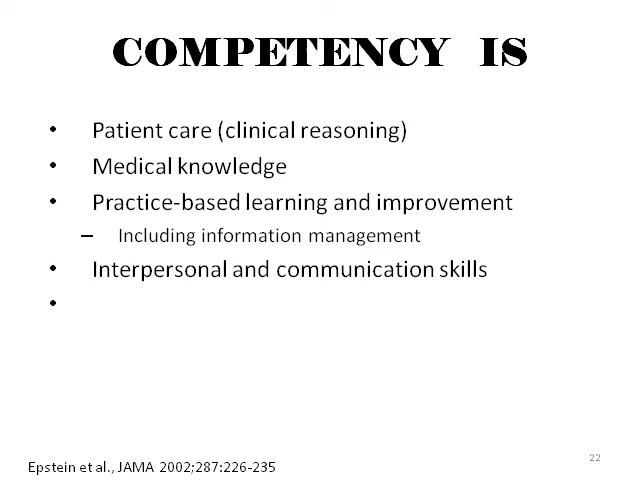 COMPETENCY IS
• Patient care (clinical reasoning)
• Medical knowledge
• Practice-based learning and improvement
– Including information management
• Interpersonal and communication skills
•
Epstein et al., JAMA 2002;287:226-235
22